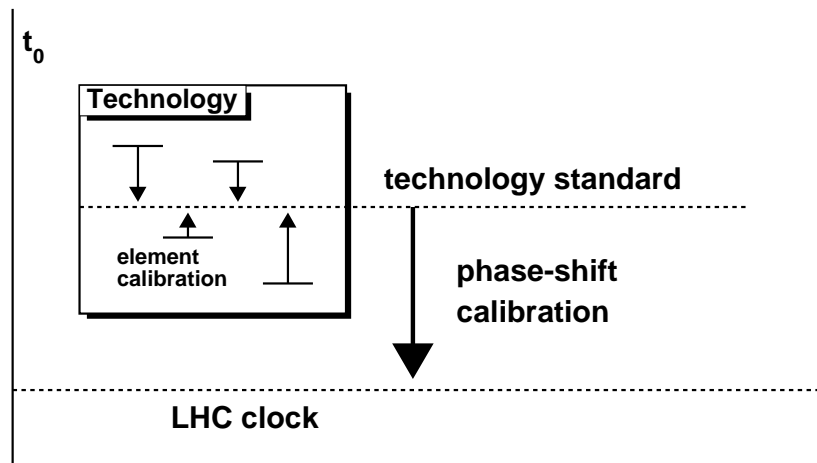 t₀
Technology
technology standard
element
calibration
phase-shift
calibration
LHC clock